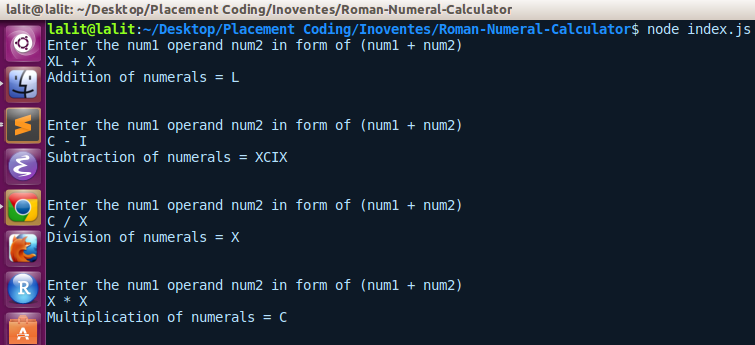 lalit@lalit: ~/Desktop/Placement Coding/Inoventes/Roman-Numeral-Calculator
lalit@lalit:~/Desktop/Placement Coding/Inoventes/Roman-Numeral-Calculator$ node index.js
Enter the num1 operand num2 in form of (num1 + num2)
XL + X
Addition of numerals = L
Enter the num1 operand num2 in form of (num1 + num2)
C - I
Subtraction of numerals = XCIX
Enter the num1 operand num2 in form of (num1 + num2)
C / X
Division of numerals = X
Enter the num1 operand num2 in form of (num1 + num2)
X * X
Multiplication of numerals = C
R